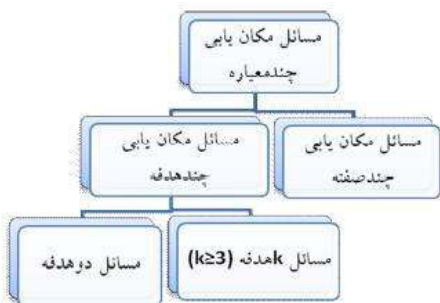 مسائل مکان یابی
چندمعیاره
مسائل مکان یابی
چندصفته
مسائل مکان یابی
چندهدفه
مسائل kهدفه (k≥3)
مسائل دوهدفه